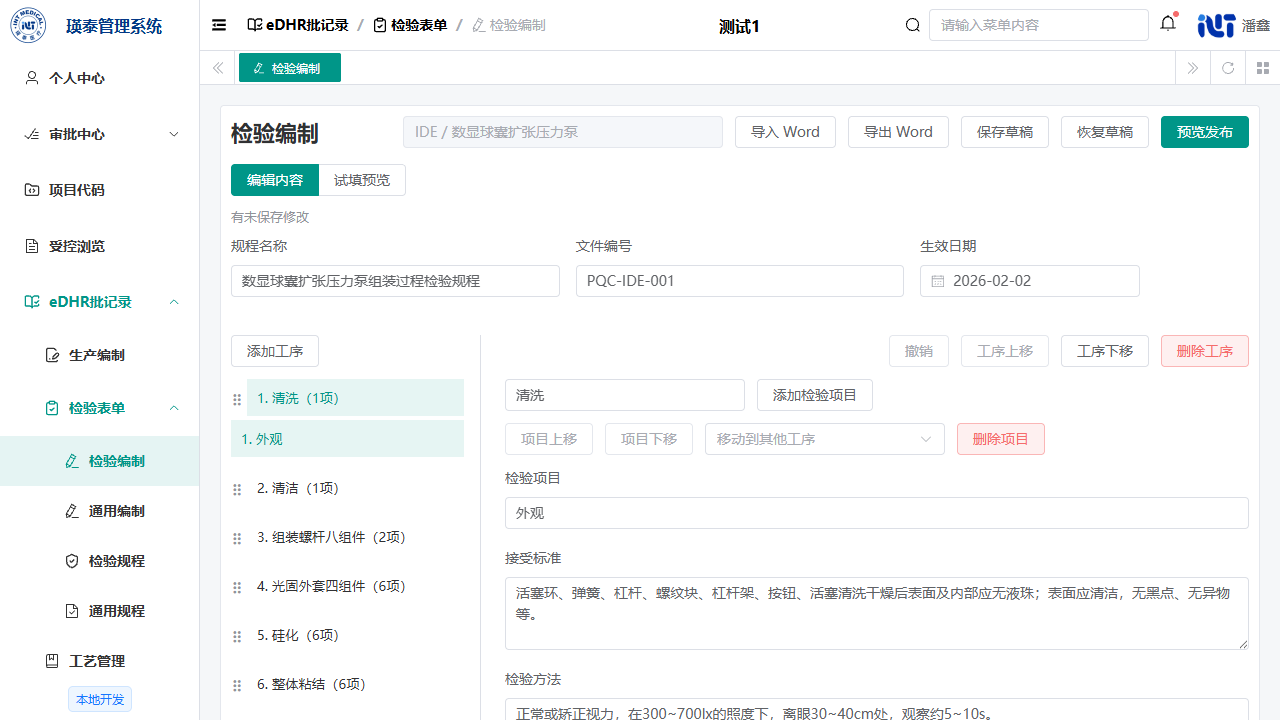 瑛泰管理系统
eDHR批记录 / 检验表单 / 检验编制
测试1
请输入菜单内容
潘鑫
检验编制
个人中心
审批中心
项目代码
受控浏览
eDHR批记录
生产编制
检验表单
检验编制
通用编制
检验规程
通用规程
工艺管理
本地开发
检验编制
IDE / 数显球囊扩张压力泵
导入 Word
导出 Word
保存草稿
恢复草稿
预览发布
编辑内容
试填预览
有未保存修改
规程名称
文件编号
生效日期
数显球囊扩张压力泵组装过程检验规程
PQC-IDE-001
2026-02-02
添加工序
撤销
工序上移
工序下移
删除工序
1. 清洗（1项）
1. 外观
2. 清洁（1项）
3. 组装螺杆八组件（2项）
4. 光固外套四组件（6项）
5. 硅化（6项）
6. 整体粘结（6项）
清洗
添加检验项目
项目上移
项目下移
移动到其他工序
删除项目
检验项目
外观
接受标准
活塞环、弹簧、杠杆、螺纹块、杠杆架、按钮、活塞清洗干燥后表面及内部应无液珠；表面应清洁，无黑点、无异物
等。
检验方法
正常或矫正视力，在300~700lx的照度下，离眼30~40cm处，观察约5~10s。